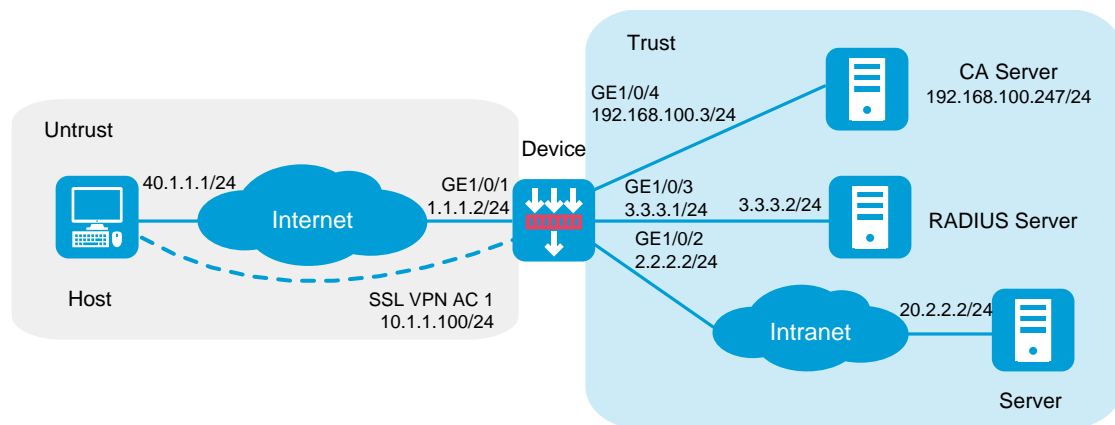 Untrust
40.1.1.1/24
Internet
GE1/0/1
1.1.1.2/24
Host
SSL VPN AC 1
10.1.1.100/24
Device
Trust
GE1/0/4
192.168.100.3/24
CA Server
192.168.100.247/24
GE1/0/3
3.3.3.1/24
3.3.3.2/24
RADIUS Server
GE1/0/2
2.2.2.2/24
Intranet
20.2.2.2/24
Server